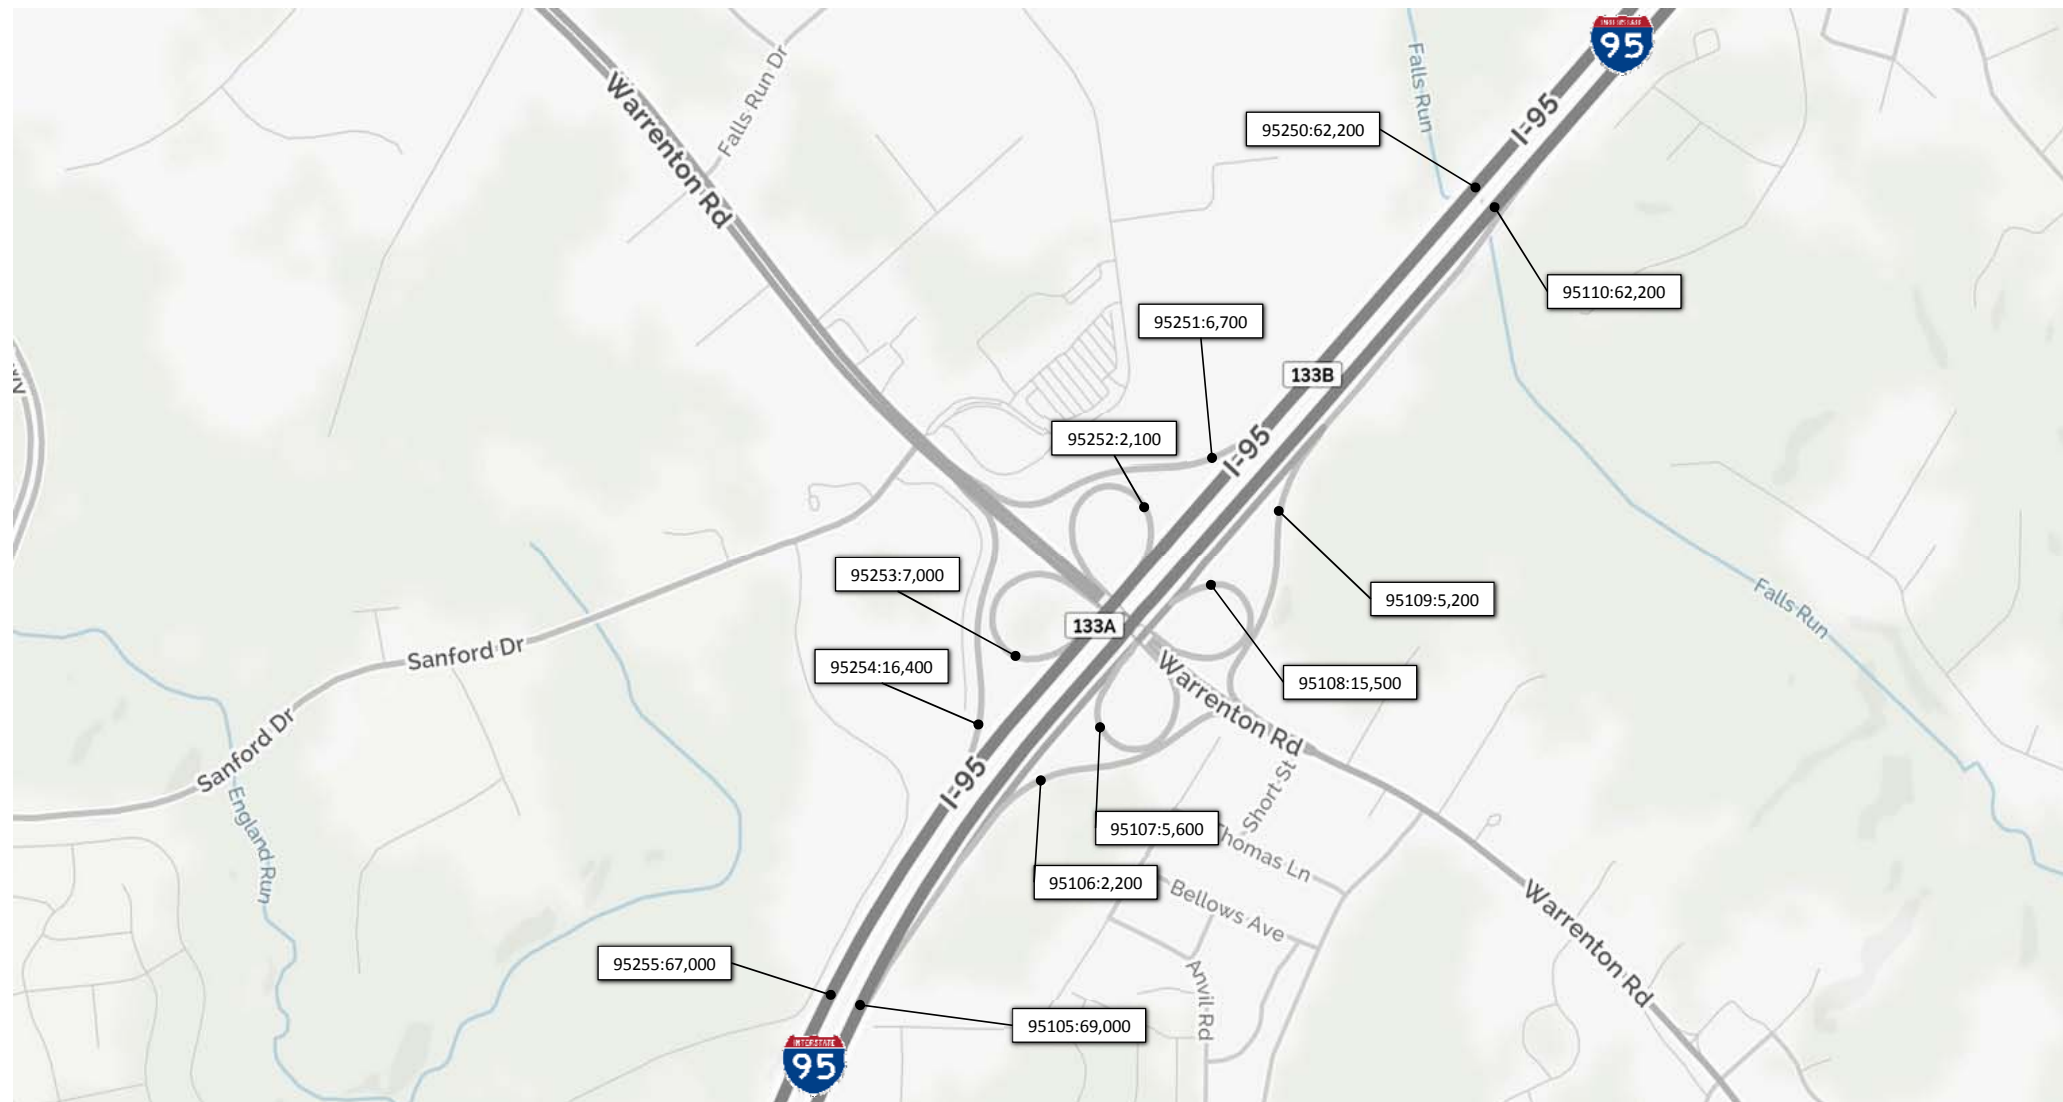 INTERSTATE
95
Falls Run Dr
Warrenton Rd
Falls Run
I-95
95250:62,200
95110:62,200
95251:6,700
133B
95252:2,100
I-95
95253:7,000
95109:5,200
133A
Falls Run
Sanford Dr
95254:16,400
95108:15,500
Warrenton Rd
Sanford Dr
I-95
Short St
95107:5,600
Thomas Ln
England Run
95106:2,200
Bellows Ave
Warrenton Rd
95255:67,000
Anvil Rd
95105:69,000
INTERSTATE
95